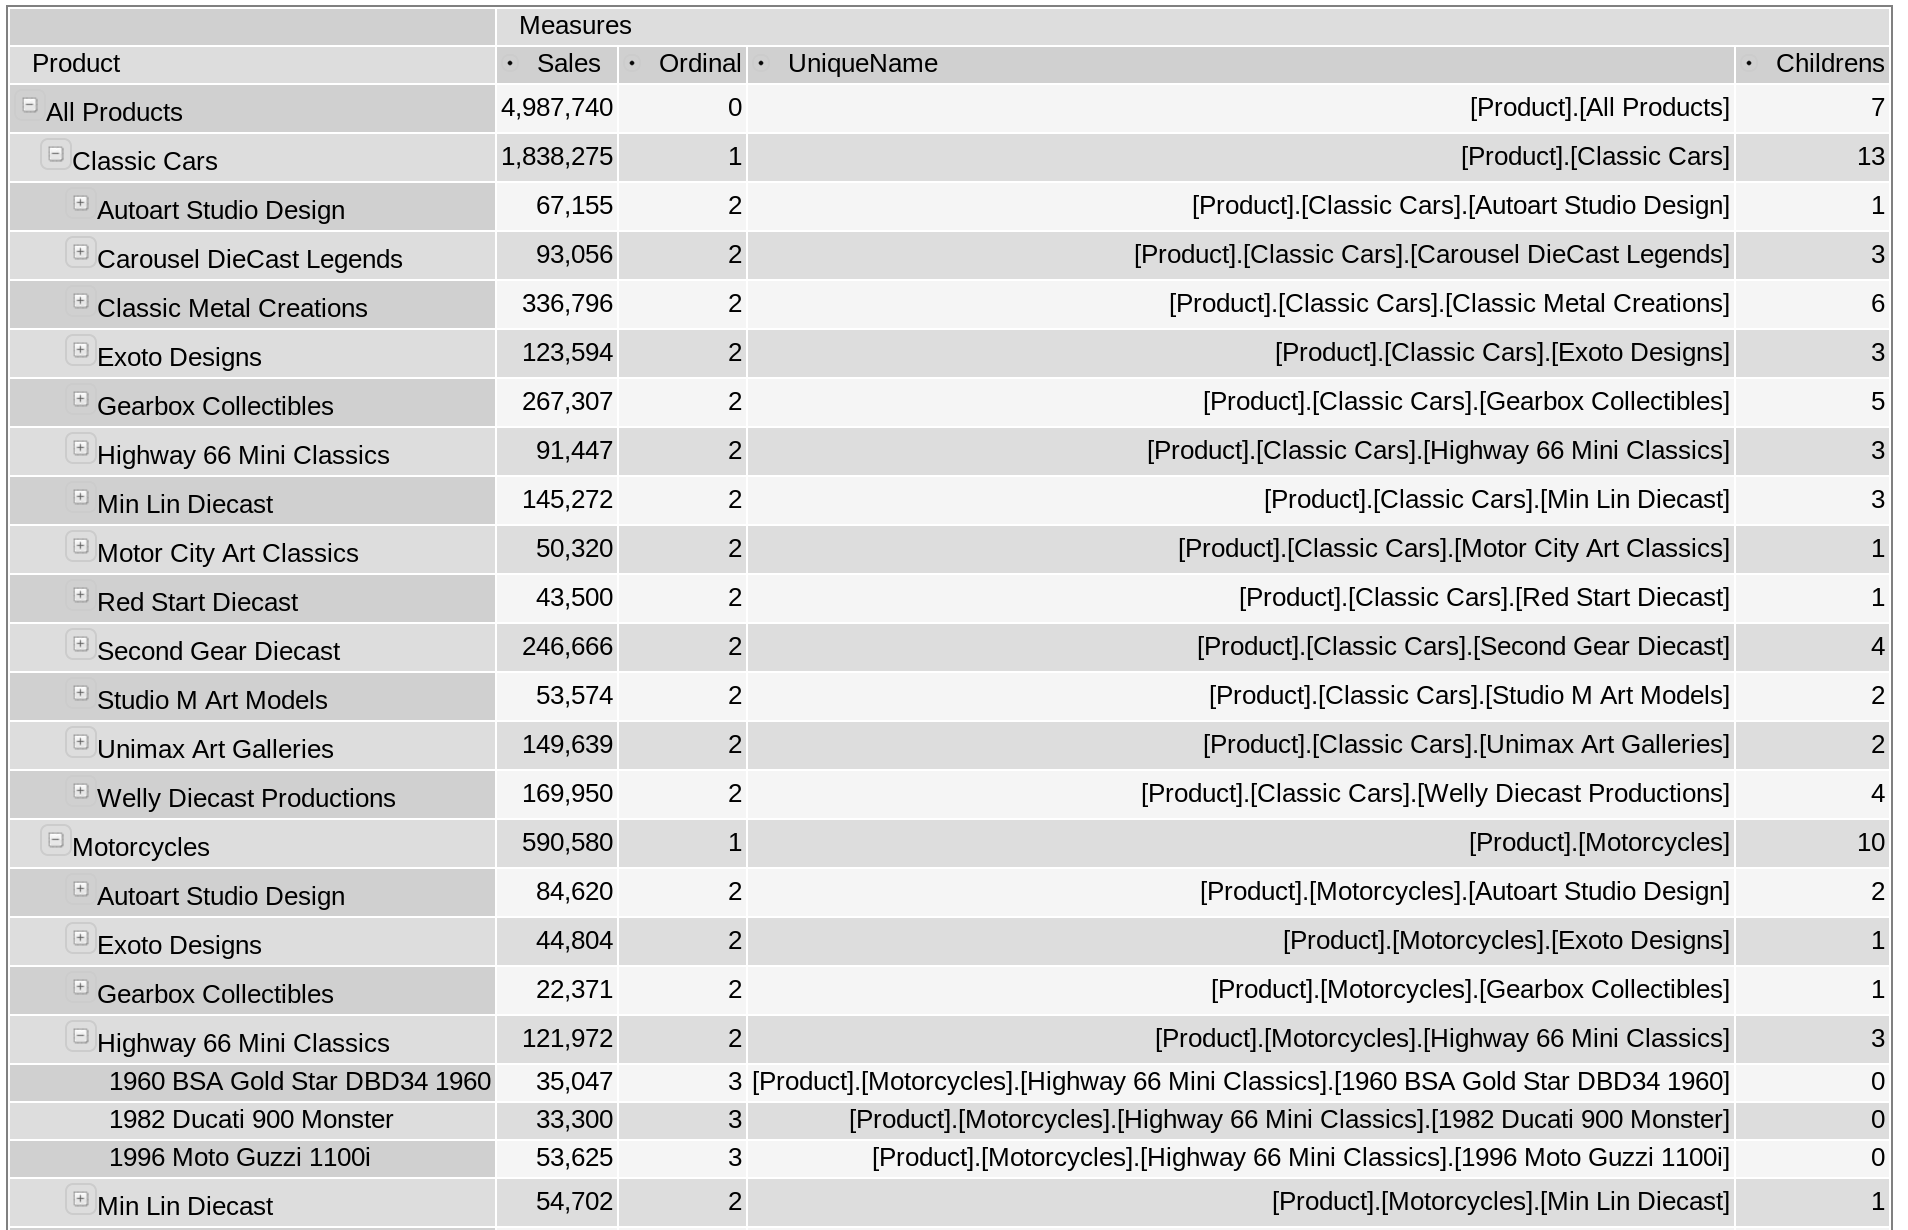 Measures
Product • Sales • Ordinal • UniqueName • Childrens
All Products 4,987,740 0 [Product].[All Products] 7
Classic Cars 1,838,275 1 [Product].[Classic Cars] 13
Autoart Studio Design 67,155 2 [Product].[Classic Cars].[Autoart Studio Design] 1
Carousel DieCast Legends 93,056 2 [Product].[Classic Cars].[Carousel DieCast Legends] 3
Classic Metal Creations 336,796 2 [Product].[Classic Cars].[Classic Metal Creations] 6
Exoto Designs 123,594 2 [Product].[Classic Cars].[Exoto Designs] 3
Gearbox Collectibles 267,307 2 [Product].[Classic Cars].[Gearbox Collectibles] 5
Highway 66 Mini Classics 91,447 2 [Product].[Classic Cars].[Highway 66 Mini Classics] 3
Min Lin Diecast 145,272 2 [Product].[Classic Cars].[Min Lin Diecast] 3
Motor City Art Classics 50,320 2 [Product].[Classic Cars].[Motor City Art Classics] 1
Red Start Diecast 43,500 2 [Product].[Classic Cars].[Red Start Diecast] 1
Second Gear Diecast 246,666 2 [Product].[Classic Cars].[Second Gear Diecast] 4
Studio M Art Models 53,574 2 [Product].[Classic Cars].[Studio M Art Models] 2
Unimax Art Galleries 149,639 2 [Product].[Classic Cars].[Unimax Art Galleries] 2
Welly Diecast Productions 169,950 2 [Product].[Classic Cars].[Welly Diecast Productions] 4
Motorcycles 590,580 1 [Product].[Motorcycles] 10
Autoart Studio Design 84,620 2 [Product].[Motorcycles].[Autoart Studio Design] 2
Exoto Designs 44,804 2 [Product].[Motorcycles].[Exoto Designs] 1
Gearbox Collectibles 22,371 2 [Product].[Motorcycles].[Gearbox Collectibles] 1
Highway 66 Mini Classics 121,972 2 [Product].[Motorcycles].[Highway 66 Mini Classics] 3
1960 BSA Gold Star DBD34 1960 35,047 3 [Product].[Motorcycles].[Highway 66 Mini Classics].[1960 BSA Gold Star DBD34 1960] 0
1982 Ducati 900 Monster 33,300 3 [Product].[Motorcycles].[Highway 66 Mini Classics].[1982 Ducati 900 Monster] 0
1996 Moto Guzzi 1100i 53,625 3 [Product].[Motorcycles].[Highway 66 Mini Classics].[1996 Moto Guzzi 1100i] 0
Min Lin Diecast 54,702 2 [Product].[Motorcycles].[Min Lin Diecast] 1